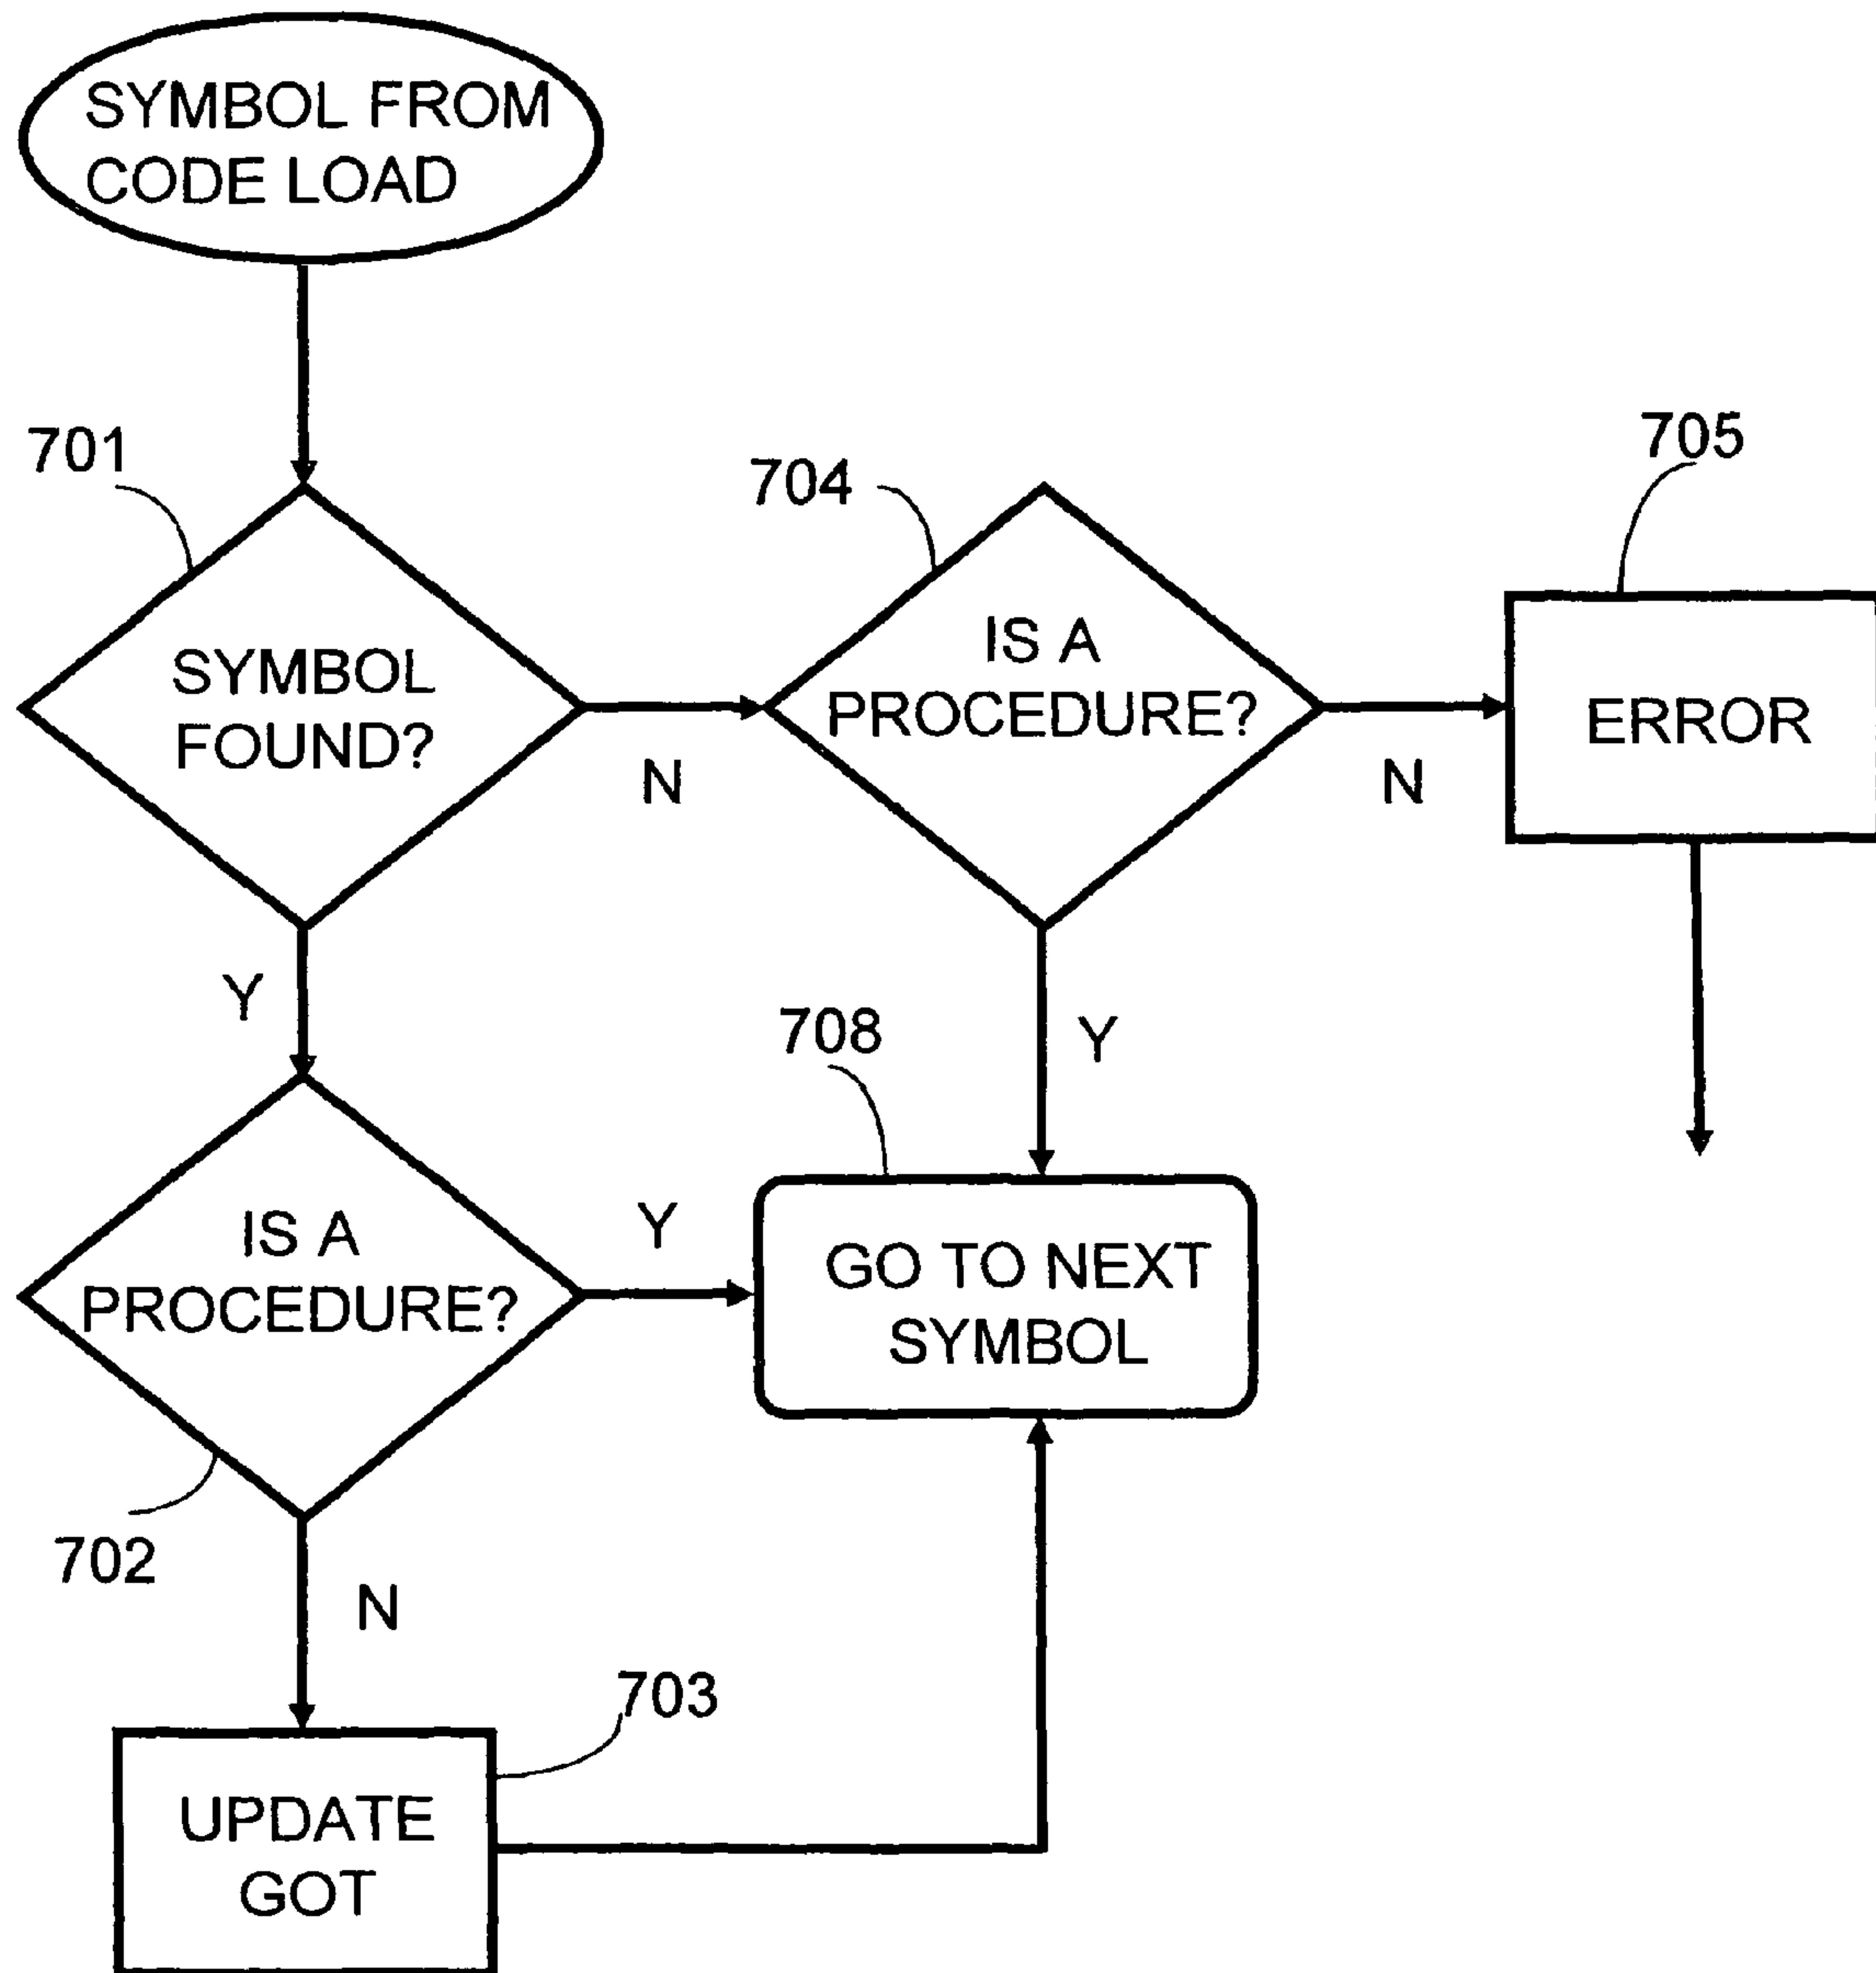 SYMBOL FROM
CODE LOAD
701
SYMBOL
FOUND?
N
704
IS A
PROCEDURE?
N
705
ERROR
Y
Y
708
IS A
PROCEDURE?
Y
GO TO NEXT
SYMBOL
702
N
703
UPDATE
GOT